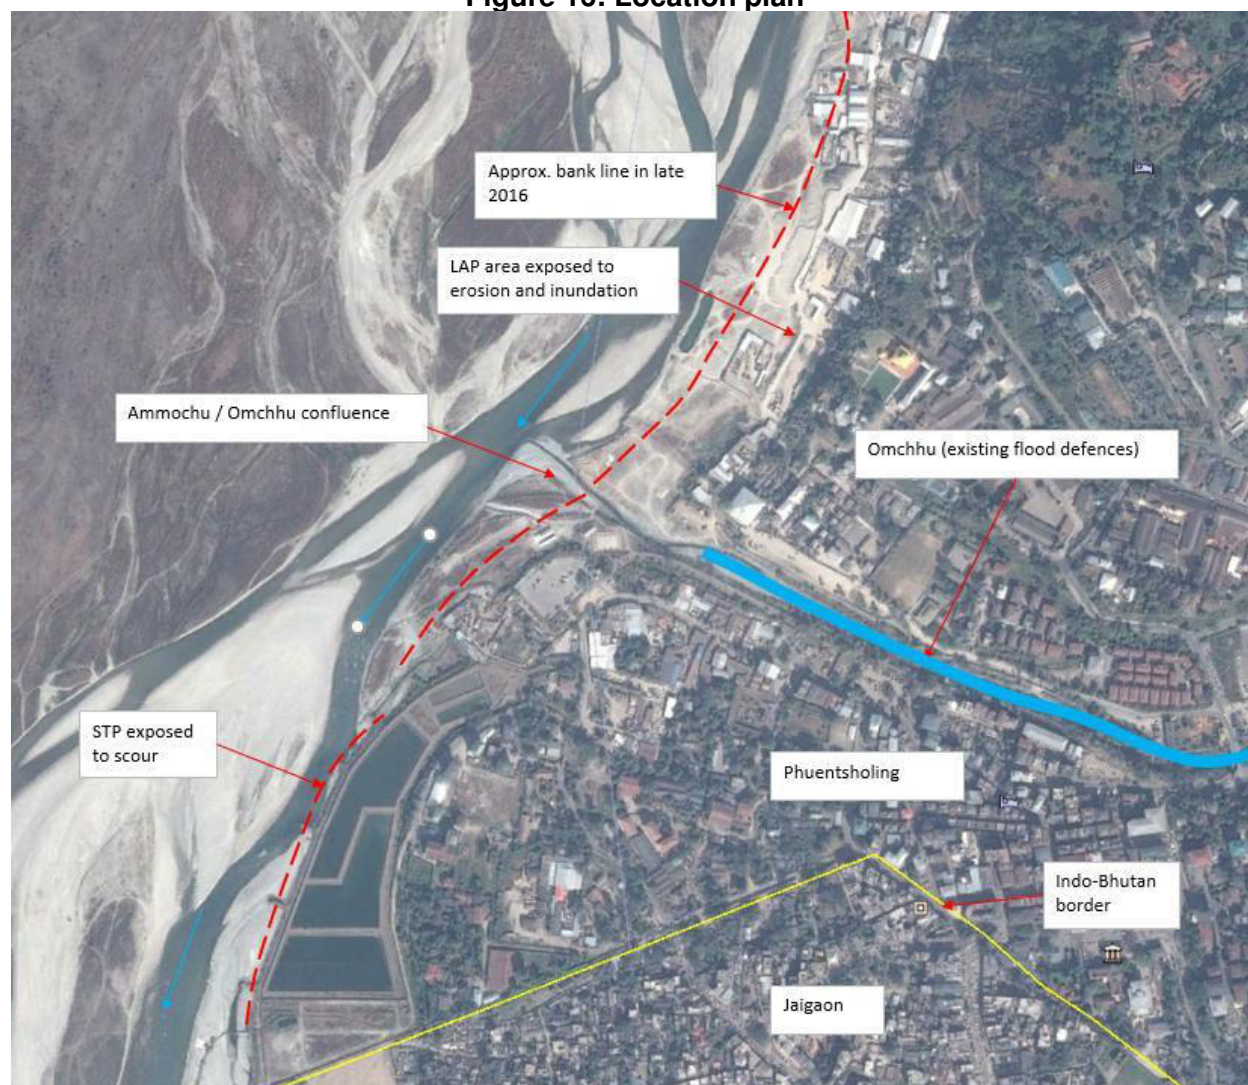 Figure 10: Location plan
Approx. bank line in late
2016
LAP area exposed to
erosion and inundation
Ammochu / Omchhu confluence
Omchhu (existing flood defences)
STP exposed
to scour
Phuentsholing
Indo-Bhutan
border
Jaigaon